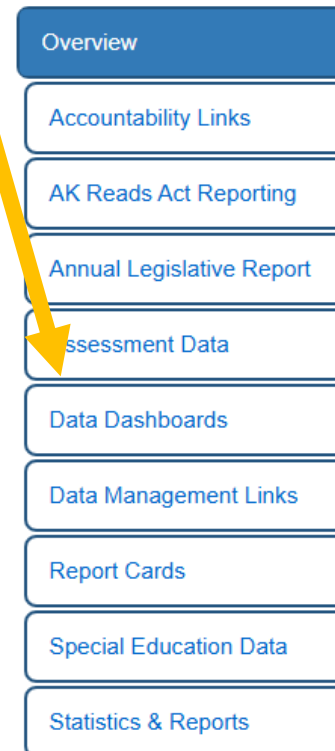 Overview
Accountability Links
AK Reads Act Reporting
Annual Legislative Report
ssessment Data
Data Dashboards
Data Management Links
Report Cards
Special Education Data
Statistics & Reports